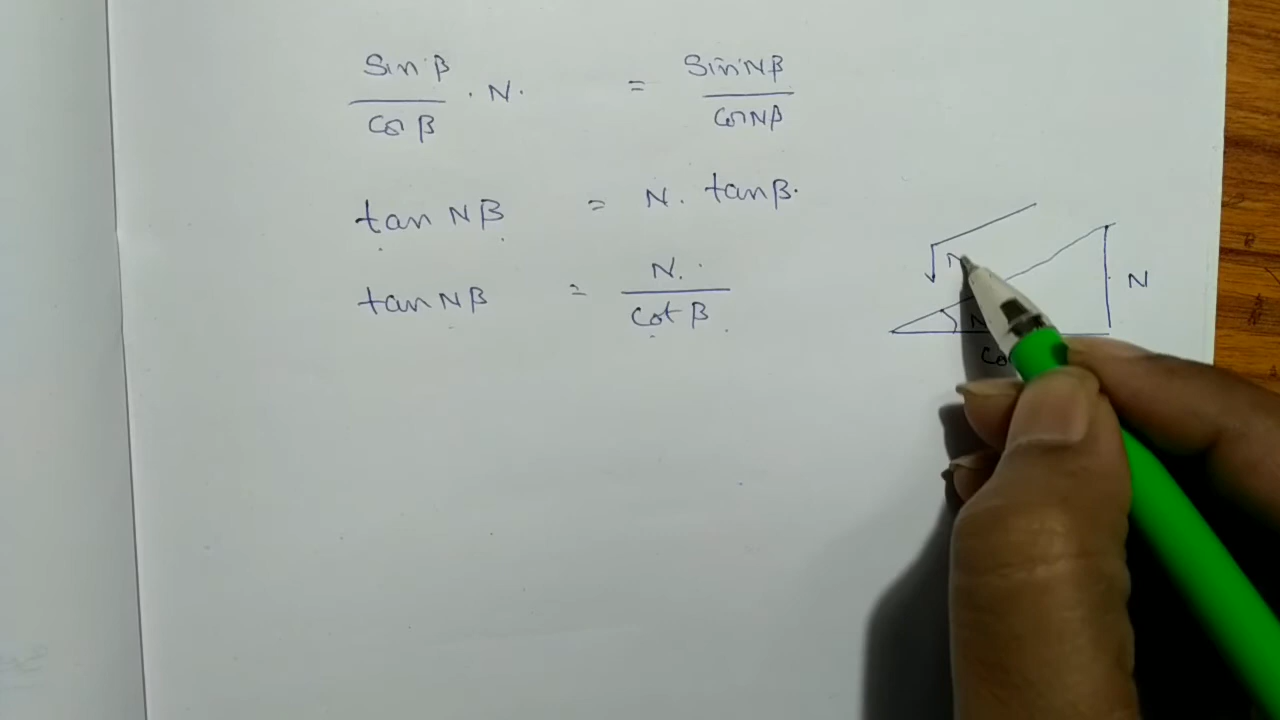 Sin β / Cos β . N. = Sin Nβ / Cos Nβ
tan Nβ = N. tan β.
tan Nβ = N. / Cot β
N
N
N